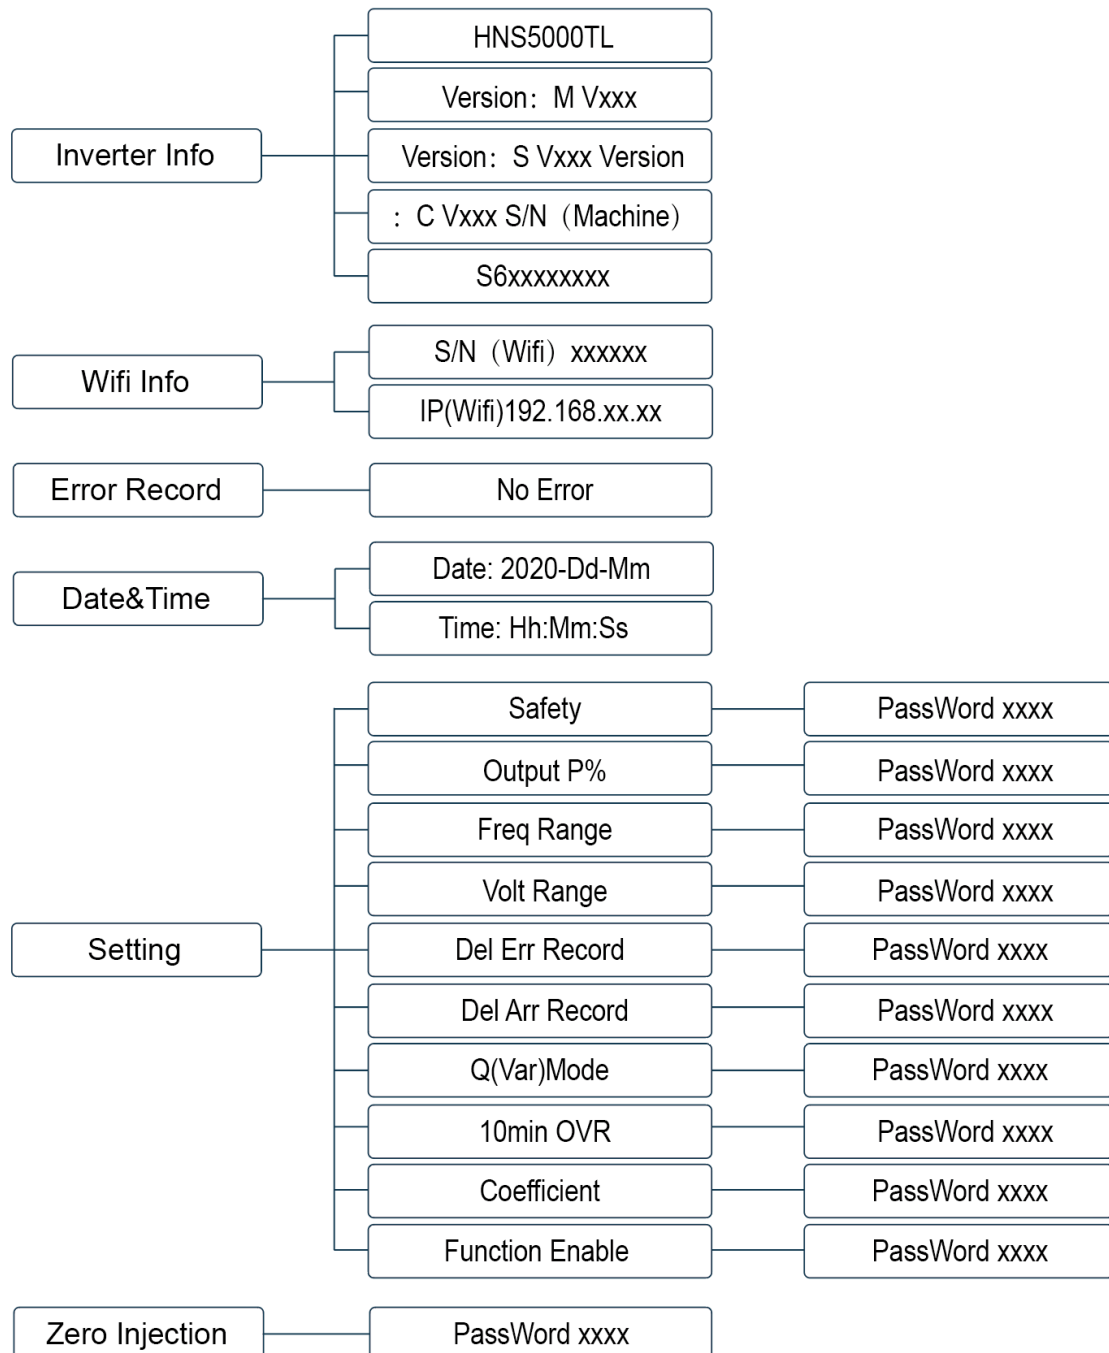 Inverter Info
HNS5000TL
Version：M Vxxx
Version：S Vxxx Version
：C Vxxx S/N（Machine）
S6xxxxxxxx
Wifi Info
S/N（Wifi）xxxxxx
IP(Wifi)192.168.xx.xx
Error Record
No Error
Date&Time
Date: 2020-Dd-Mm
Time: Hh:Mm:Ss
Setting
Safety
PassWord xxxx
Output P%
PassWord xxxx
Freq Range
PassWord xxxx
Volt Range
PassWord xxxx
Del Err Record
PassWord xxxx
Del Arr Record
PassWord xxxx
Q(Var)Mode
PassWord xxxx
10min OVR
PassWord xxxx
Coefficient
PassWord xxxx
Function Enable
PassWord xxxx
Zero Injection
PassWord xxxx